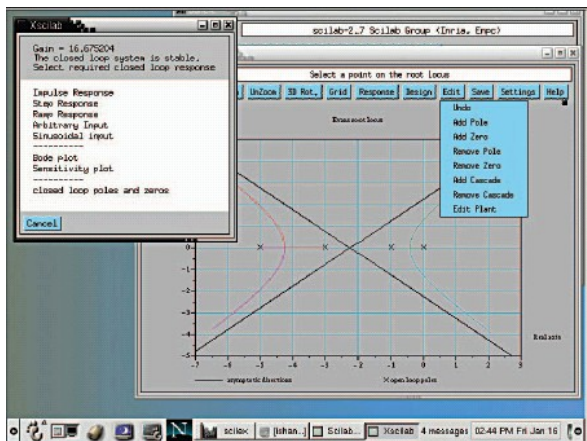 Xscilab
Gain = 16.675204
The closed loop system is stable.
Select required closed loop response
Impulse Response
Step Response
Ramp Response
Arbitrary Input
Sinusoidal input
----------
Bode plot
Sensitivity plot
----------
closed loop poles and zeros
Cancel
scilab-2.7 Scilab Group (Inria, Enpc)
Select a point on the root locus
UnZoom 3D Rot. Grid Response Design Edit Save Settings Help
Undo
Add Pole
Add Zero
Remove Pole
Remove Zero
Add Cascade
Remove Cascade
Edit Plant
Evans root locus
0
-1
-2
-3
-4
-5
-7 -6 -5 -4 -3 -2 -1 0 1 2 3
Real axis
asymptotic directions
open loop poles
scilex
Scilab...
Xscilab
4 messages
02:44 PM Fri Jan 16